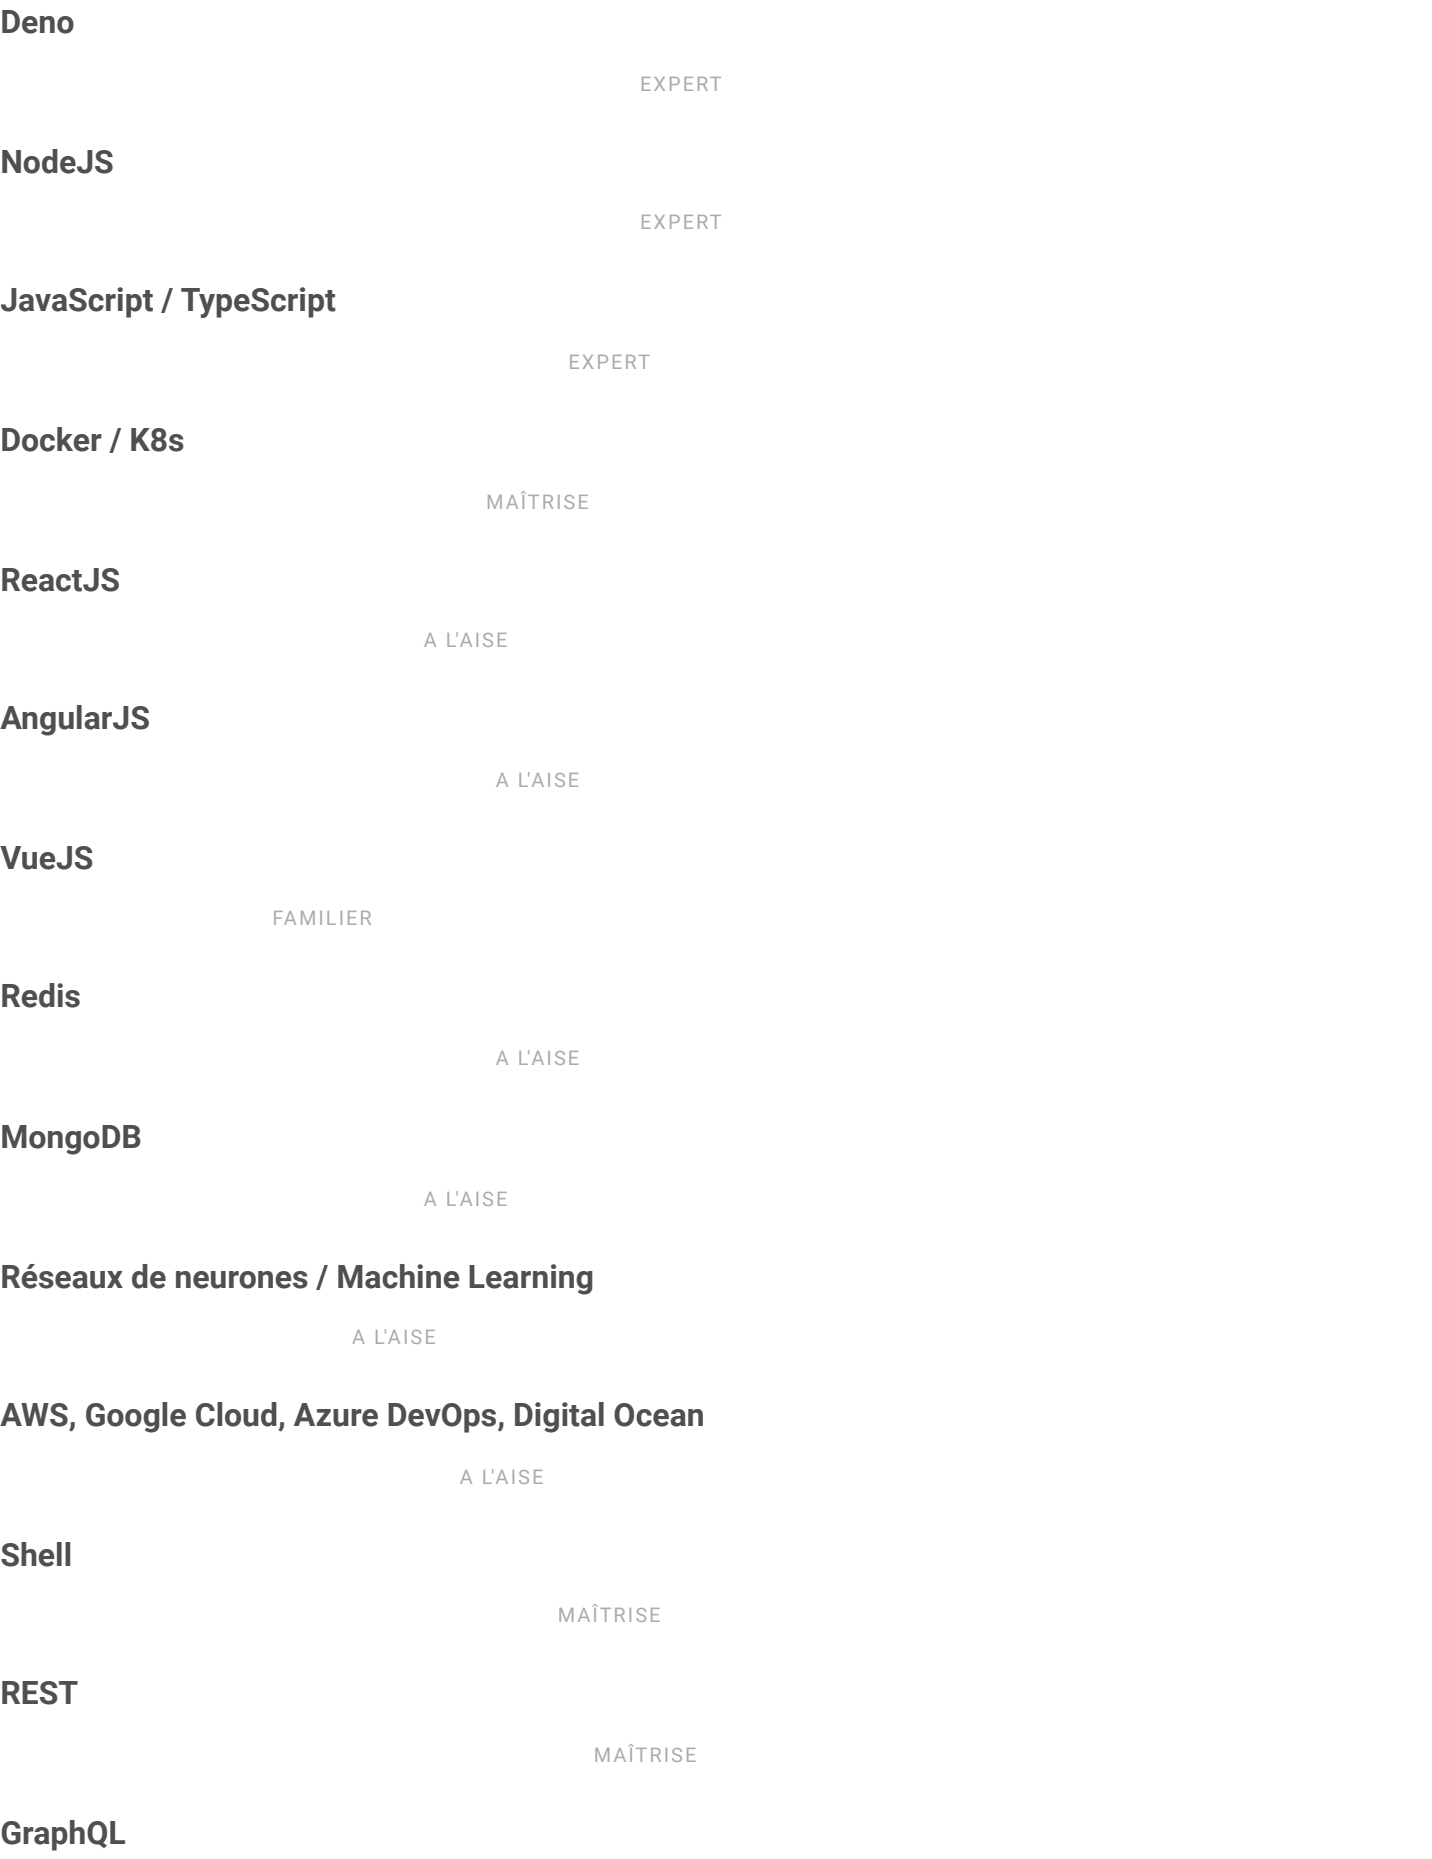 Deno
EXPERT
NodeJS
EXPERT
JavaScript / TypeScript
EXPERT
Docker / K8s
MAÎTRISE
ReactJS
A L'AISE
AngularJS
A L'AISE
VueJS
FAMILIER
Redis
A L'AISE
MongoDB
A L'AISE
Réseaux de neurones / Machine Learning
A L'AISE
AWS, Google Cloud, Azure DevOps, Digital Ocean
A L'AISE
Shell
MAÎTRISE
REST
MAÎTRISE
GraphQL